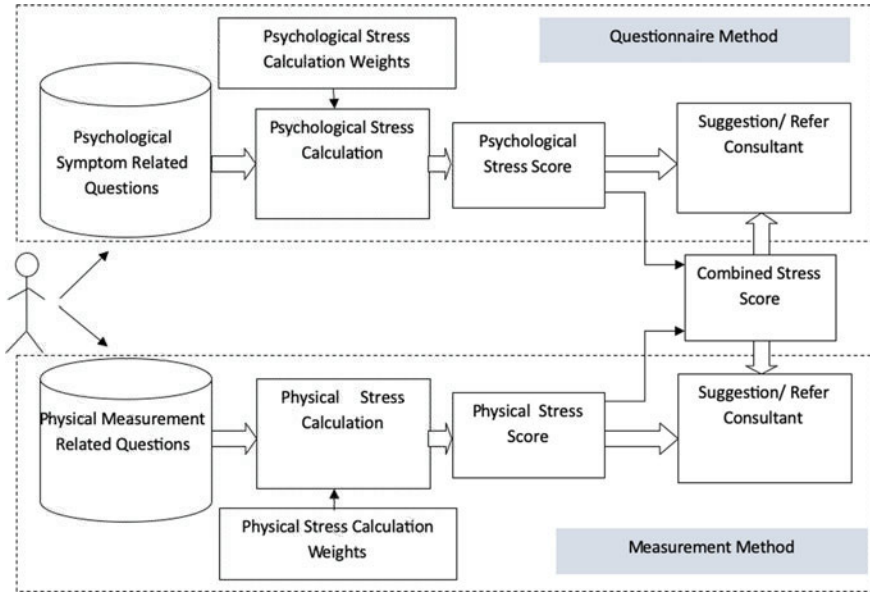 Psychological Stress
Calculation Weights
Questionnaire Method
Psychological
Symptom Related
Questions
Psychological Stress
Calculation
Psychological
Stress Score
Suggestion/ Refer
Consultant
Combined Stress
Score
Physical Measurement
Related Questions
Physical Stress
Calculation
Physical Stress
Score
Suggestion/ Refer
Consultant
Physical Stress Calculation
Weights
Measurement Method